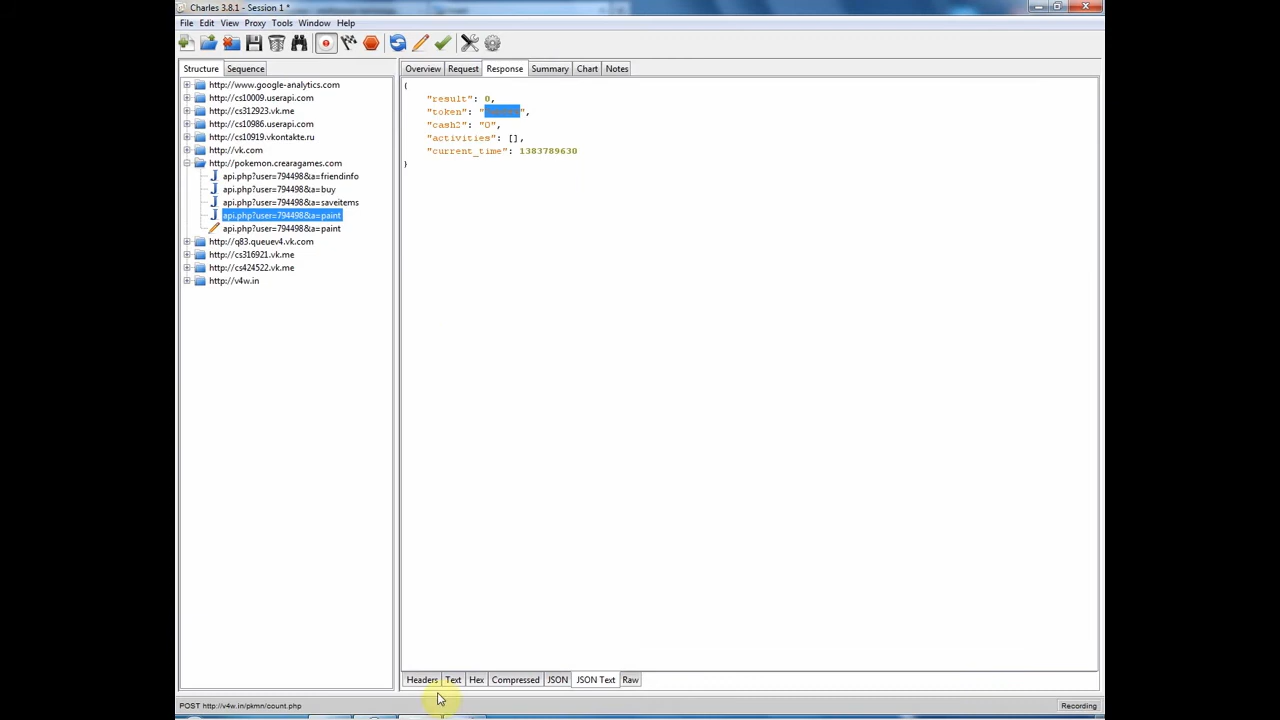 Charles 3.8.1 - Session 1 *
File Edit View Proxy Tools Window Help
Structure Sequence
Overview Request Response Summary Chart Notes
http://www.google-analytics.com
http://cs10009.userapi.com
http://cs312923.vk.me
http://cs10986.userapi.com
http://cs10919.vkontakte.ru
http://vk.com
http://pokemon.crearagames.com
api.php?user=794498&a=friendinfo
api.php?user=794498&a=buy
api.php?user=794498&a=saveitems
api.php?user=794498&a=paint
api.php?user=794498&a=paint
http://q83.queuev4.vk.com
http://cs316921.vk.me
http://cs424522.vk.me
http://v4w.in
{
"result": 0,
"token": "",
"cash2": "0",
"activities": [],
"current_time": 1383789630
}
Headers Text Hex Compressed JSON JSON Text Raw
POST http://v4w.in/pkmn/count.php
Recording